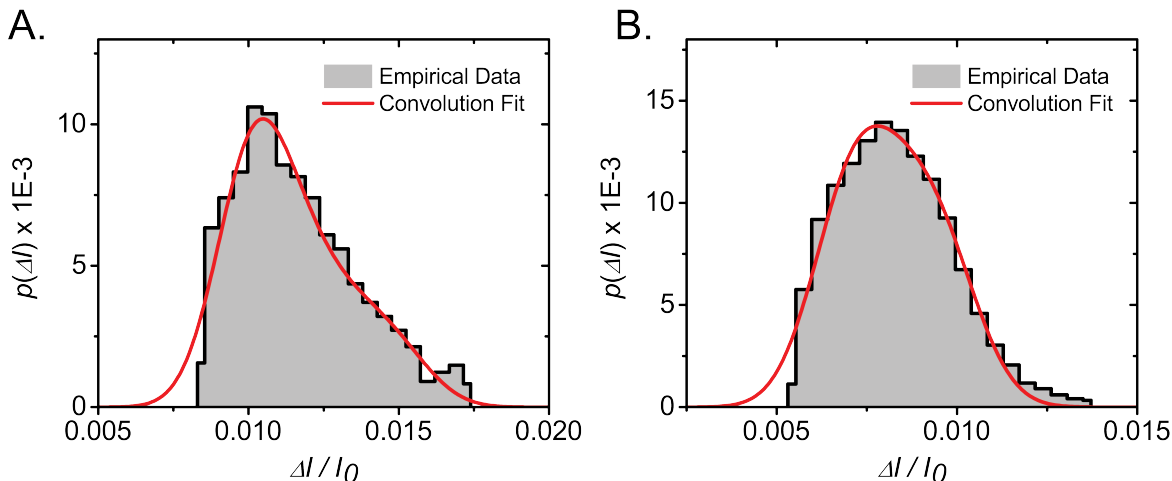 A.
Empirical Data
Convolution Fit
p(ΔI) x 1E-3
10
5
0
0.005
0.010
0.015
0.020
ΔI / I0
B.
Empirical Data
Convolution Fit
p(ΔI) x 1E-3
15
10
5
0
0.005
0.010
0.015
ΔI / I0